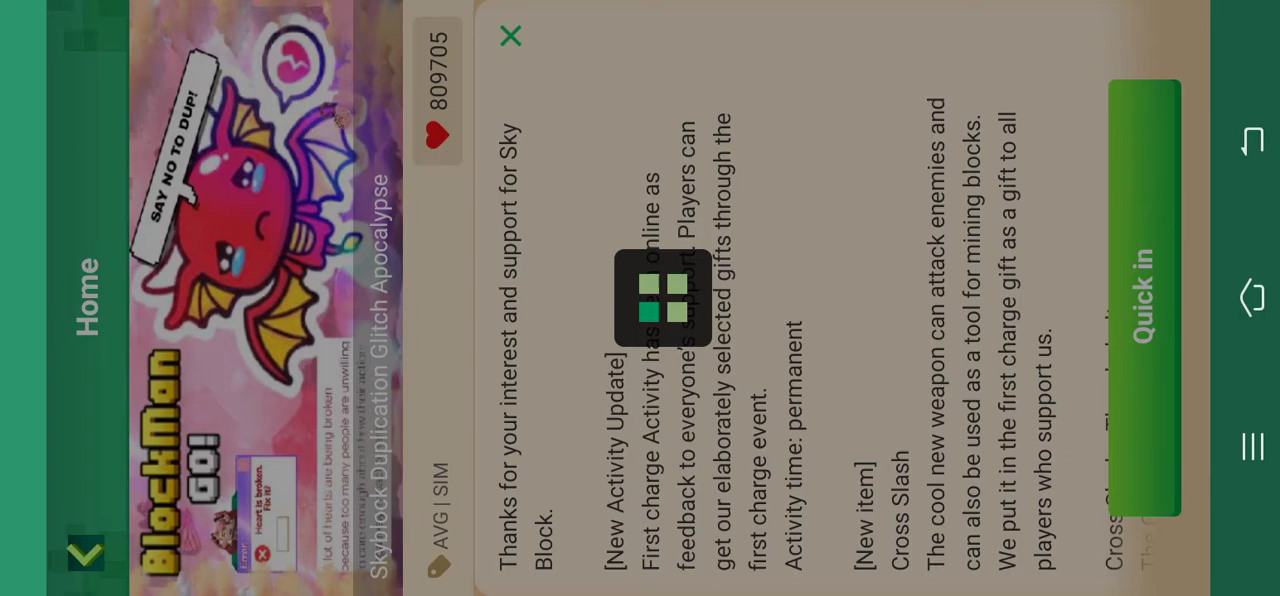 Home
SAY NO TO DUP!
BLOCKMAN
GO!
Error
Heart is broken.
Fix it?
lot of hearts are being broken
because too many people are unwilling
Skyblock Duplication Glitch Apocalypse
AVG | SIM
809705
Thanks for your interest and support for Sky
Block.
[New Activity Update]
First charge Activity has online as
feedback to everyone's support. Players can
get our elaborately selected gifts through the
first charge event.
Activity time: permanent
[New item]
Cross Slash
The cool new weapon can attack enemies and
can also be used as a tool for mining blocks.
We put it in the first charge gift as a gift to all
players who support us.
Cross
Quick in